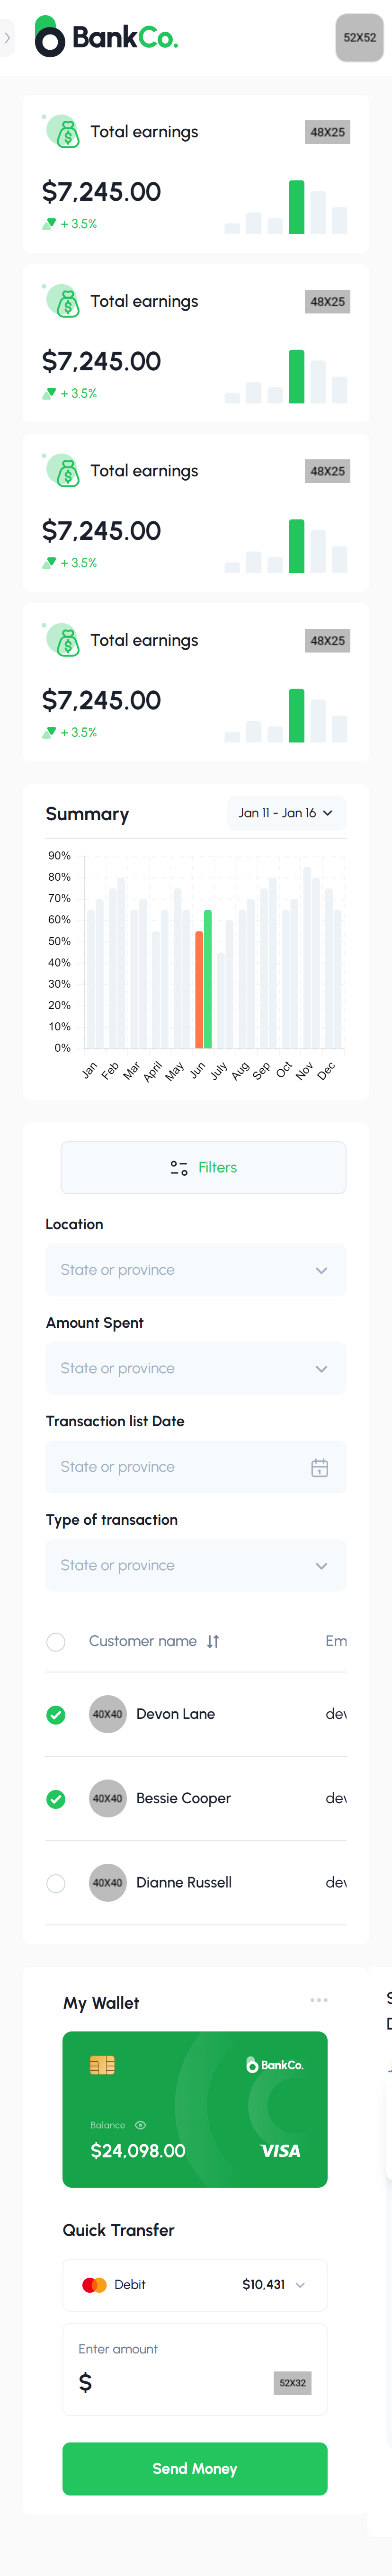 BankCo.
52X52
Total earnings
48X25
$7,245.00
+ 3.5%
Total earnings
48X25
$7,245.00
+ 3.5%
Total earnings
48X25
$7,245.00
+ 3.5%
Total earnings
48X25
$7,245.00
+ 3.5%
Summary
Jan 11 - Jan 16
90%
80%
70%
60%
50%
40%
30%
20%
10%
0%
Jan Feb Mar April May Jun July Aug Sep Oct Nov Dec
Filters
Location
State or province
Amount Spent
State or province
Transaction list Date
State or province
Type of transaction
State or province
Customer name Em
40X40 Devon Lane dev
40X40 Bessie Cooper dev
40X40 Dianne Russell dev
My Wallet
BankCo.
Balance
$24,098.00 VISA
Quick Transfer
Debit $10,431
Enter amount
$ 52X32
Send Money